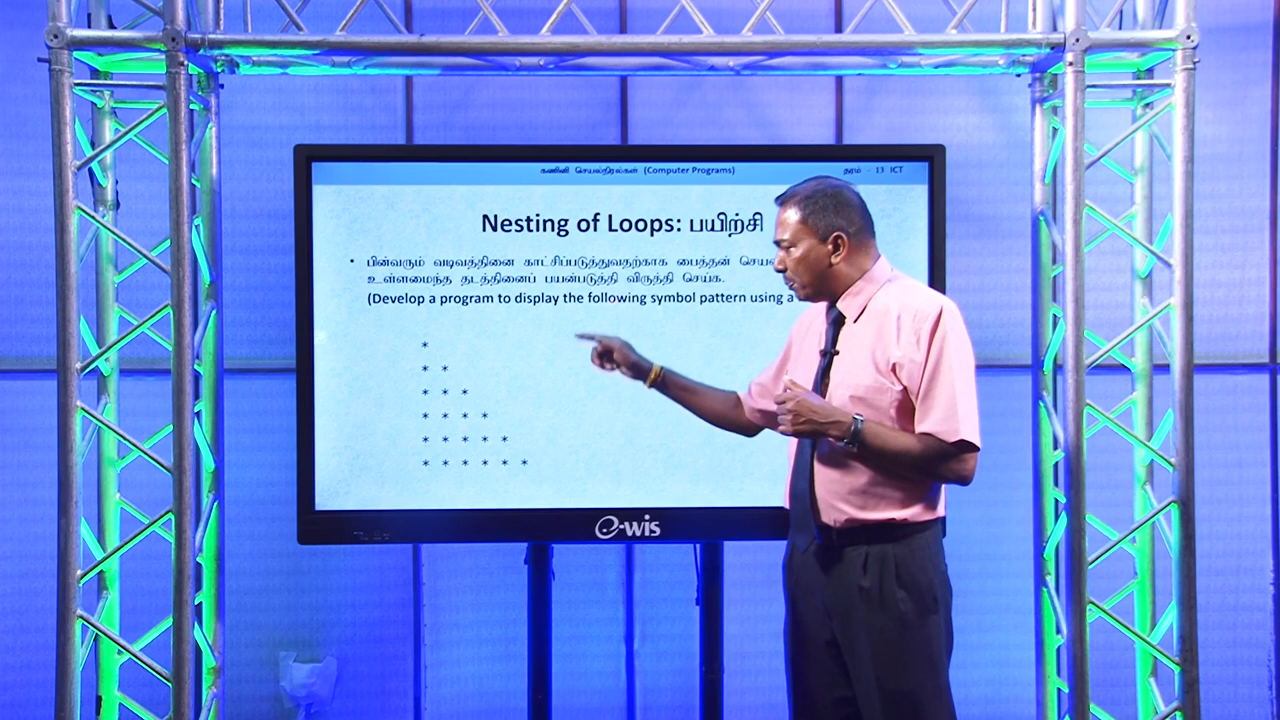 கணினி செயல்நிரல்கள் (Computer Programs)
தரம் - 13 ICT
Nesting of Loops: பயிற்சி
• பின்வரும் வடிவத்தினை காட்சிப்படுத்துவதற்காக பைத்தன்
உள்ளமைந்த தடத்தினைப் பயன்படுத்தி விருத்தி செய்க.
(Develop a program to display the following symbol pattern using a
*
* *
* * *
* * * *
* * * * *
* * * * * *
e-wis